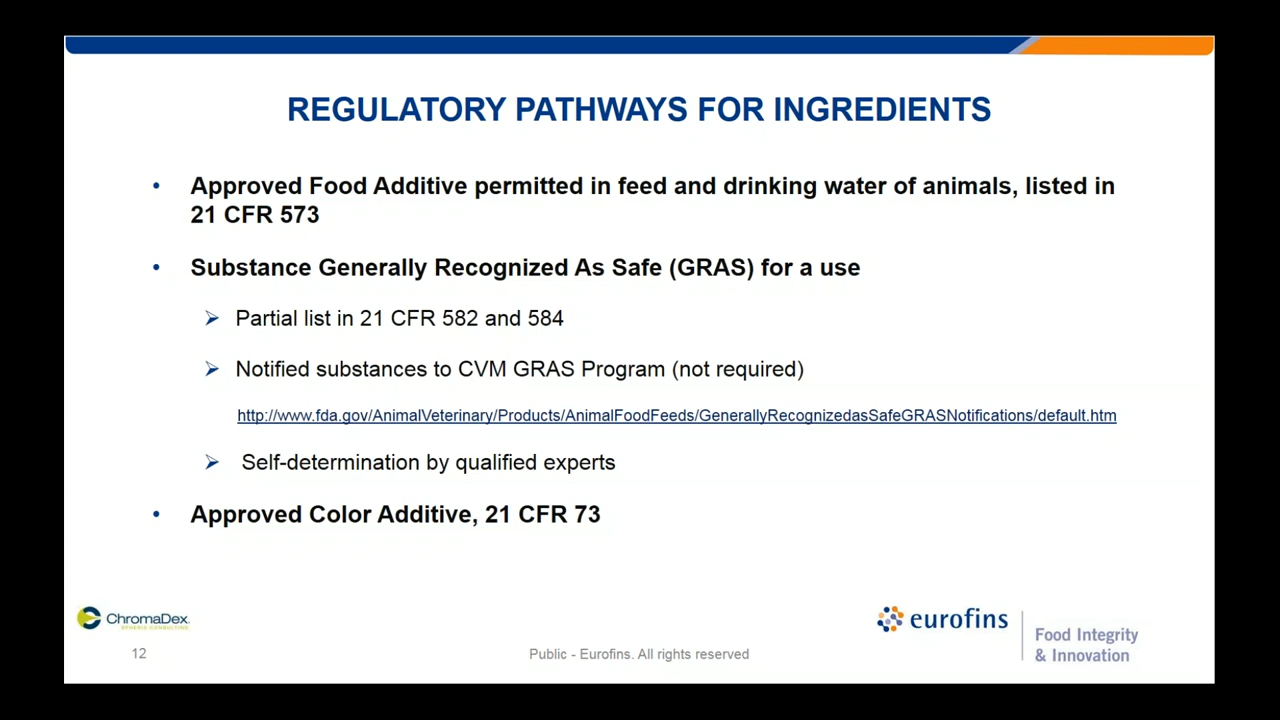 REGULATORY PATHWAYS FOR INGREDIENTS
• Approved Food Additive permitted in feed and drinking water of animals, listed in
21 CFR 573
• Substance Generally Recognized As Safe (GRAS) for a use
➢ Partial list in 21 CFR 582 and 584
➢ Notified substances to CVM GRAS Program (not required)
http://www.fda.gov/AnimalVeterinary/Products/AnimalFoodFeeds/GenerallyRecognizedasSafeGRASNotifications/default.htm
➢ Self-determination by qualified experts
• Approved Color Additive, 21 CFR 73
ChromaDex
SPHERIX CONSULTING
eurofins
Food Integrity
& Innovation
12
Public - Eurofins. All rights reserved